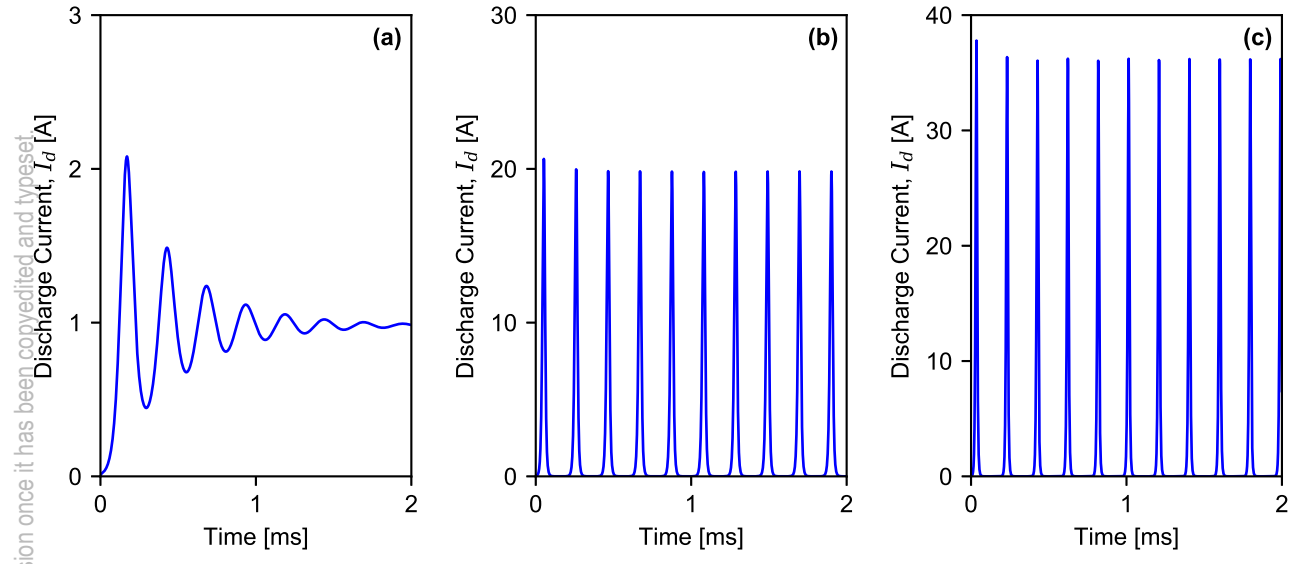 3
2
1
0
0
1
2
Discharge Current, I_d [A]
Time [ms]
(a)
30
20
10
0
0
1
2
Discharge Current, I_d [A]
Time [ms]
(b)
40
30
20
10
0
0
1
2
Discharge Current, I_d [A]
Time [ms]
(c)
sion once it has been copyedited and typeset.